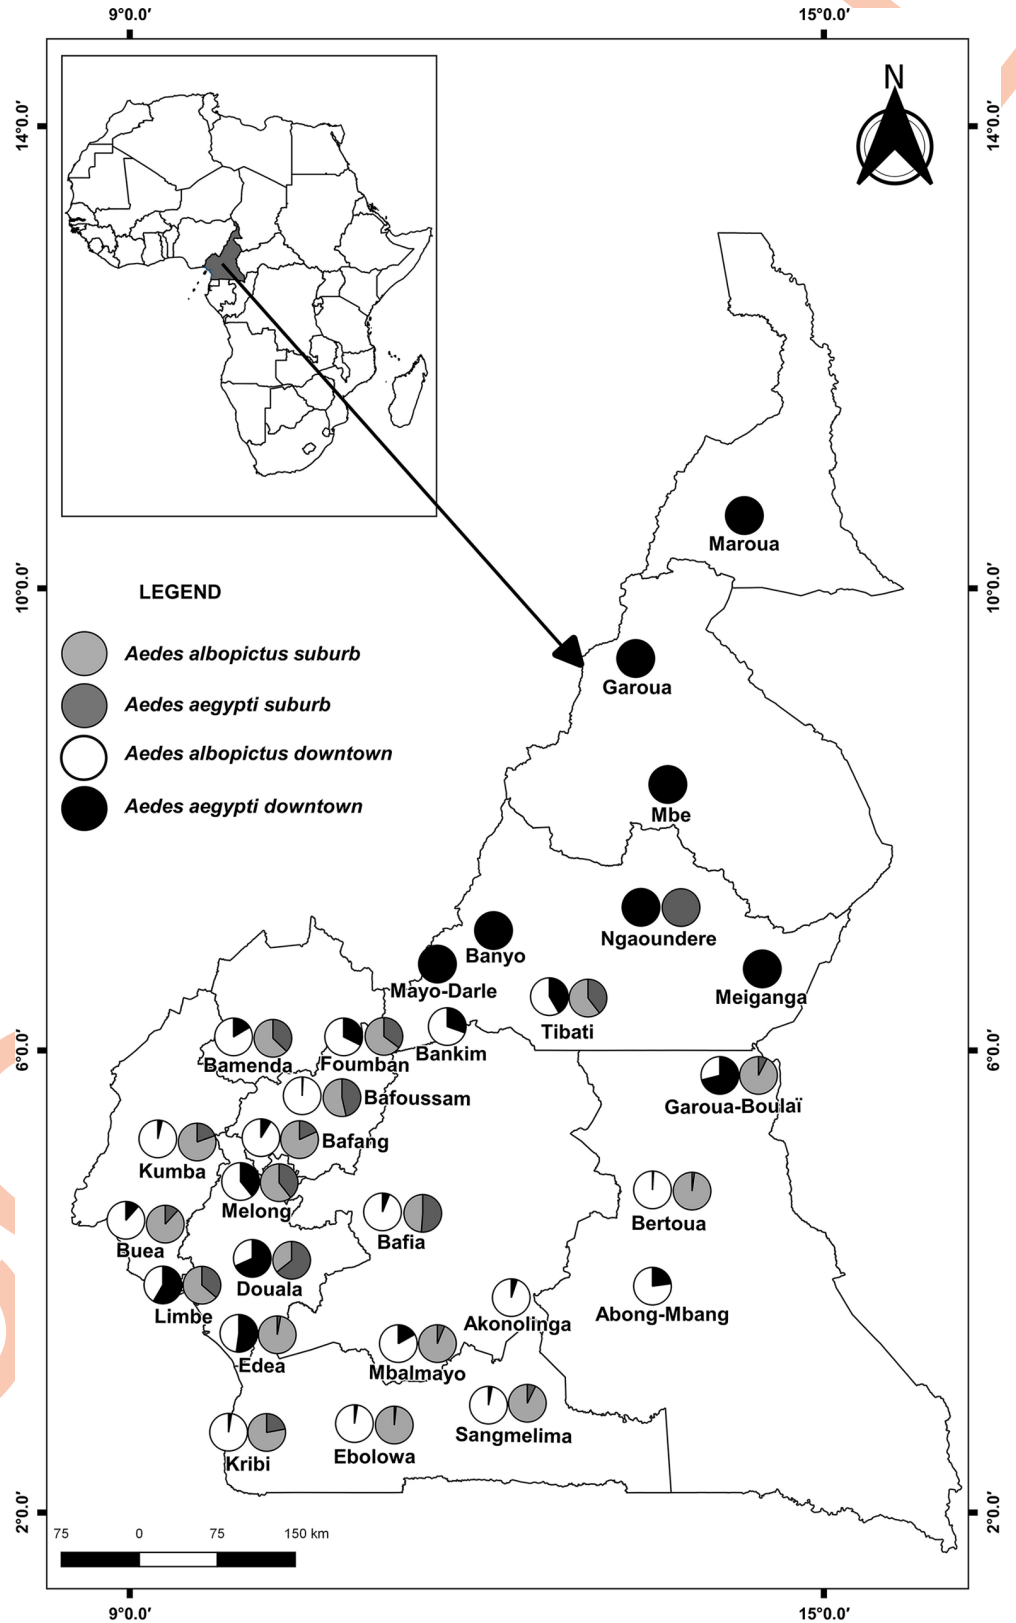 9°0.0′ 15°0.0′
14°0.0′ 14°0.0′
N
Maroua
10°0.0′ 10°0.0′
LEGEND
Aedes albopictus suburb
Aedes aegypti suburb
Aedes albopictus downtown
Aedes aegypti downtown
Garoua
Mbe
Ngaoundere
Banyo
Mayo-Darle
Meiganga
Tibati
6°0.0′ 6°0.0′
Bankim
Bamenda
Foumban
Bafoussam
Garoua-Boulaï
Bafang
Kumba
Melong
Bertoua
Bafia
Buea
Douala
Limbe
Abong-Mbang
Akonolinga
Edea
Mbalmayo
Sangmelima
Ebolowa
Kribi
2°0.0′ 2°0.0′
75 0 75 150 km
9°0.0′ 15°0.0′